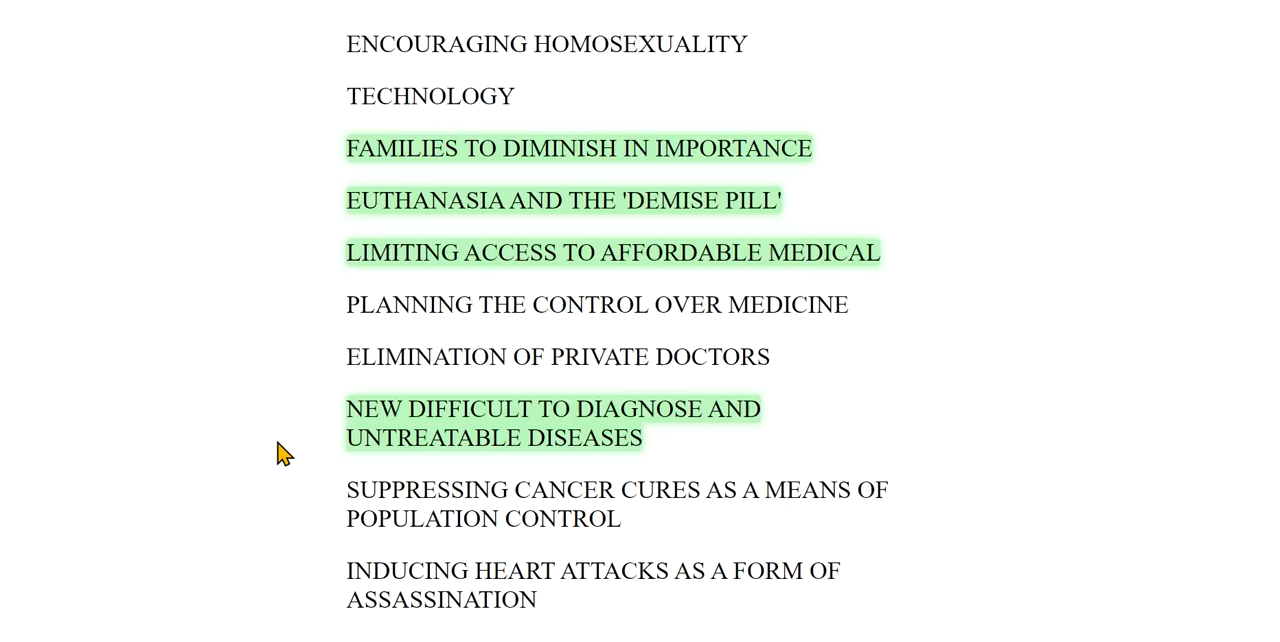 ENCOURAGING HOMOSEXUALITY
TECHNOLOGY
FAMILIES TO DIMINISH IN IMPORTANCE
EUTHANASIA AND THE 'DEMISE PILL'
LIMITING ACCESS TO AFFORDABLE MEDICAL
PLANNING THE CONTROL OVER MEDICINE
ELIMINATION OF PRIVATE DOCTORS
NEW DIFFICULT TO DIAGNOSE AND
UNTREATABLE DISEASES
SUPPRESSING CANCER CURES AS A MEANS OF
POPULATION CONTROL
INDUCING HEART ATTACKS AS A FORM OF
ASSASSINATION